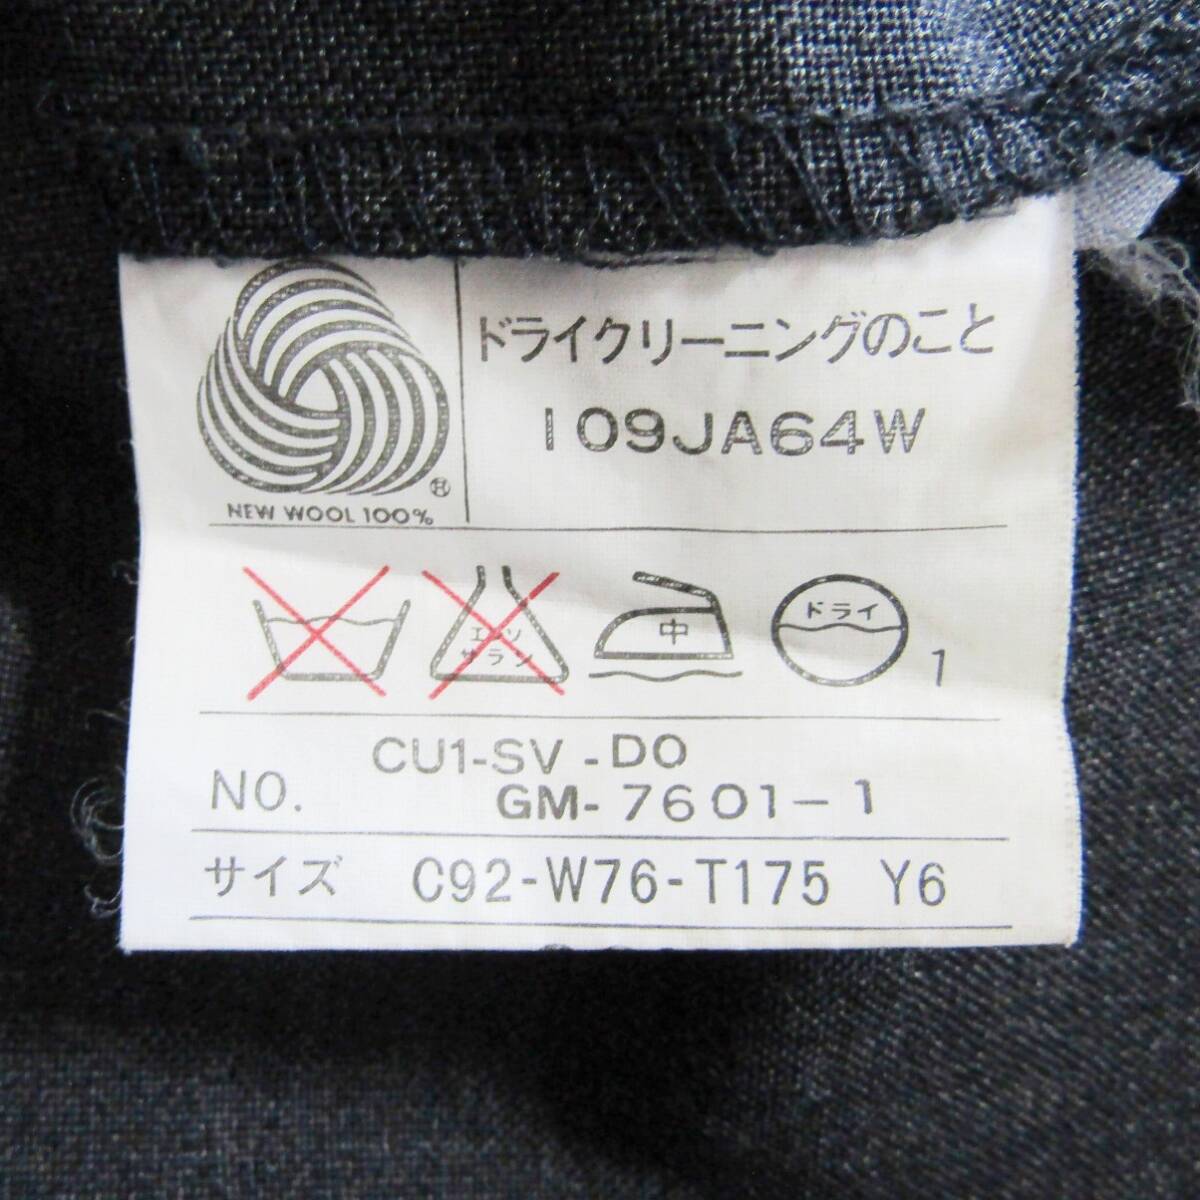 ドライクリーニングのこと
109JA64W
NEW WOOL 100%
エンソ
サラシ
中
ドライ
1
CU1-SV-DO
NO. GM-7601-1
サイズ C92-W76-T175 Y6